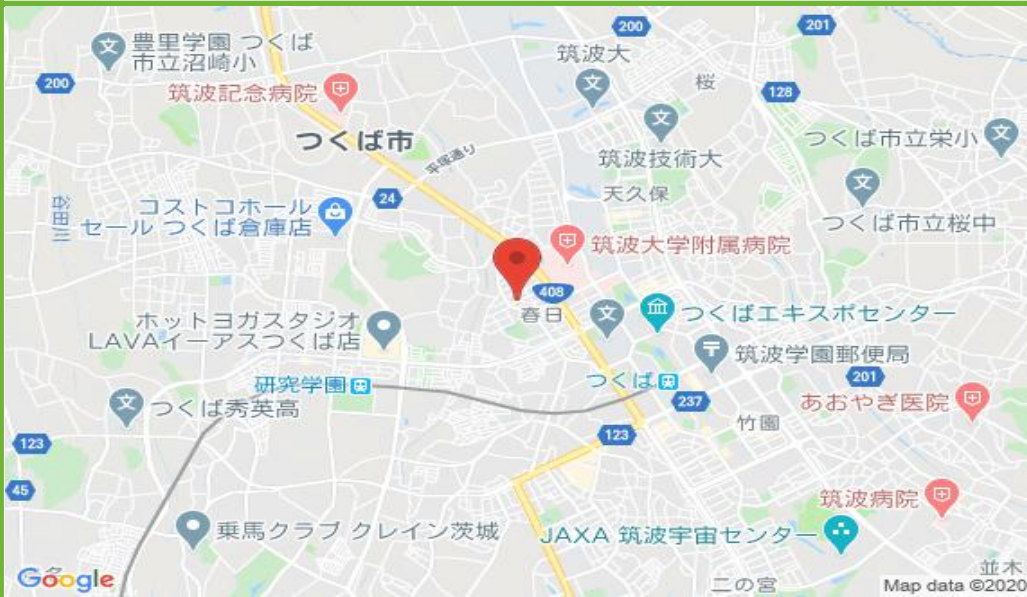 豊里学園 つくば
市立沼崎小
200
201
筑波大
200
桜
筑波記念病院
128
つくば市
平塚通り
筑波技術大
つくば市立栄小
天久保
24
谷田川
コストコホール
セール つくば倉庫店
つくば市立桜中
筑波大学附属病院
408
春日
つくばエキスポセンター
ホットヨガスタジオ
LAVAイーアスつくば店
筑波学園郵便局
研究学園
つくば
201
237
あおやぎ医院
つくば秀英高
竹園
123
123
45
筑波病院
乗馬クラブ クレイン茨城
JAXA 筑波宇宙センター
並木
二の宮
Google
Map data ©2020